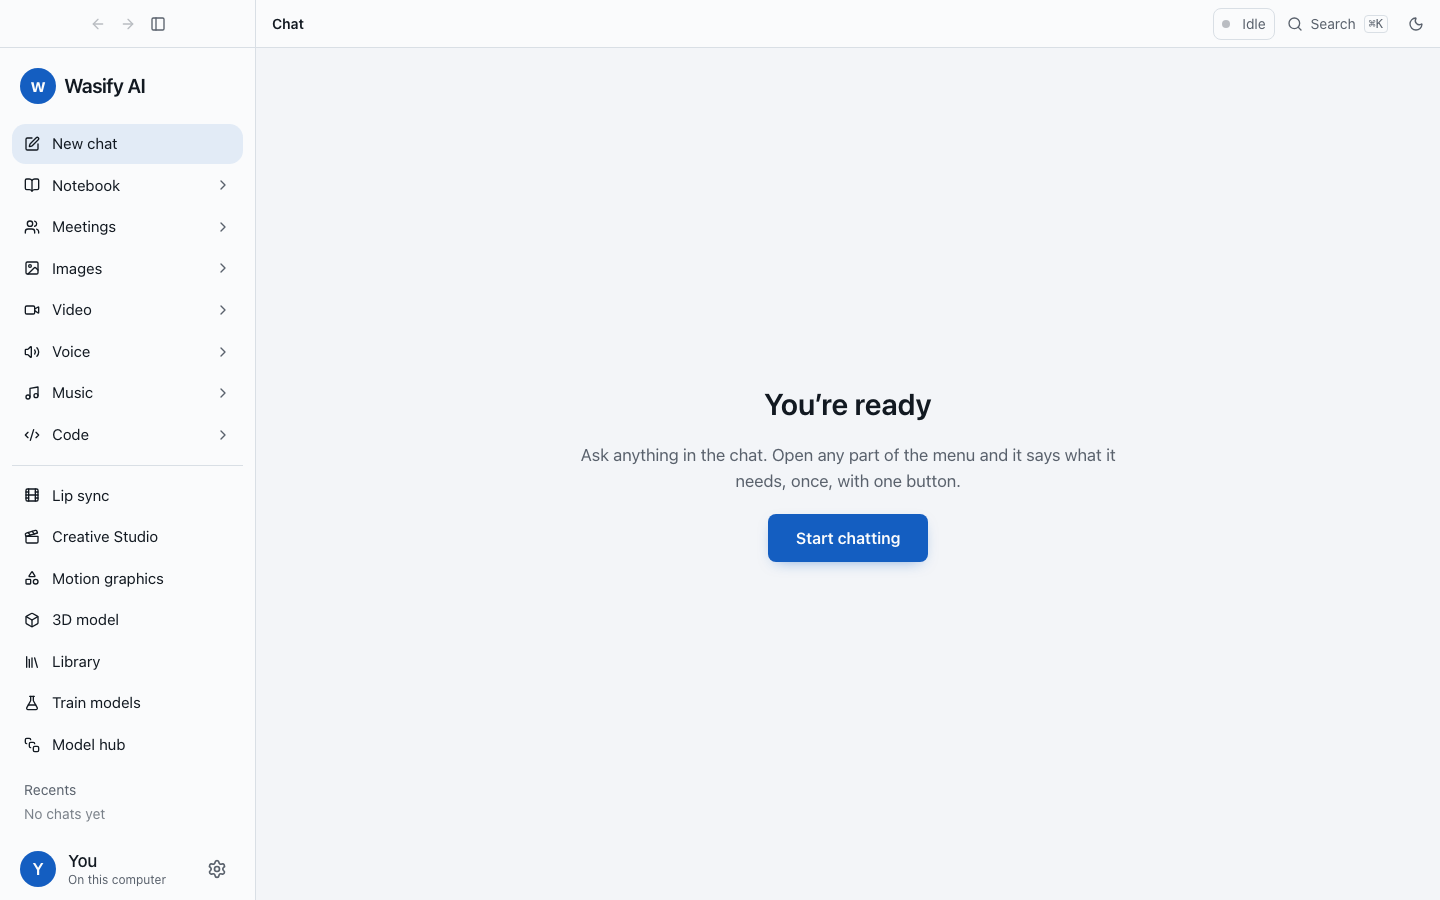 Chat
Idle
Search ⌘K
W Wasify AI
New chat
Notebook
Meetings
Images
Video
Voice
Music
Code
Lip sync
Creative Studio
Motion graphics
3D model
Library
Train models
Model hub
Recents
No chats yet
Y You
On this computer
You’re ready
Ask anything in the chat. Open any part of the menu and it says what it
needs, once, with one button.
Start chatting